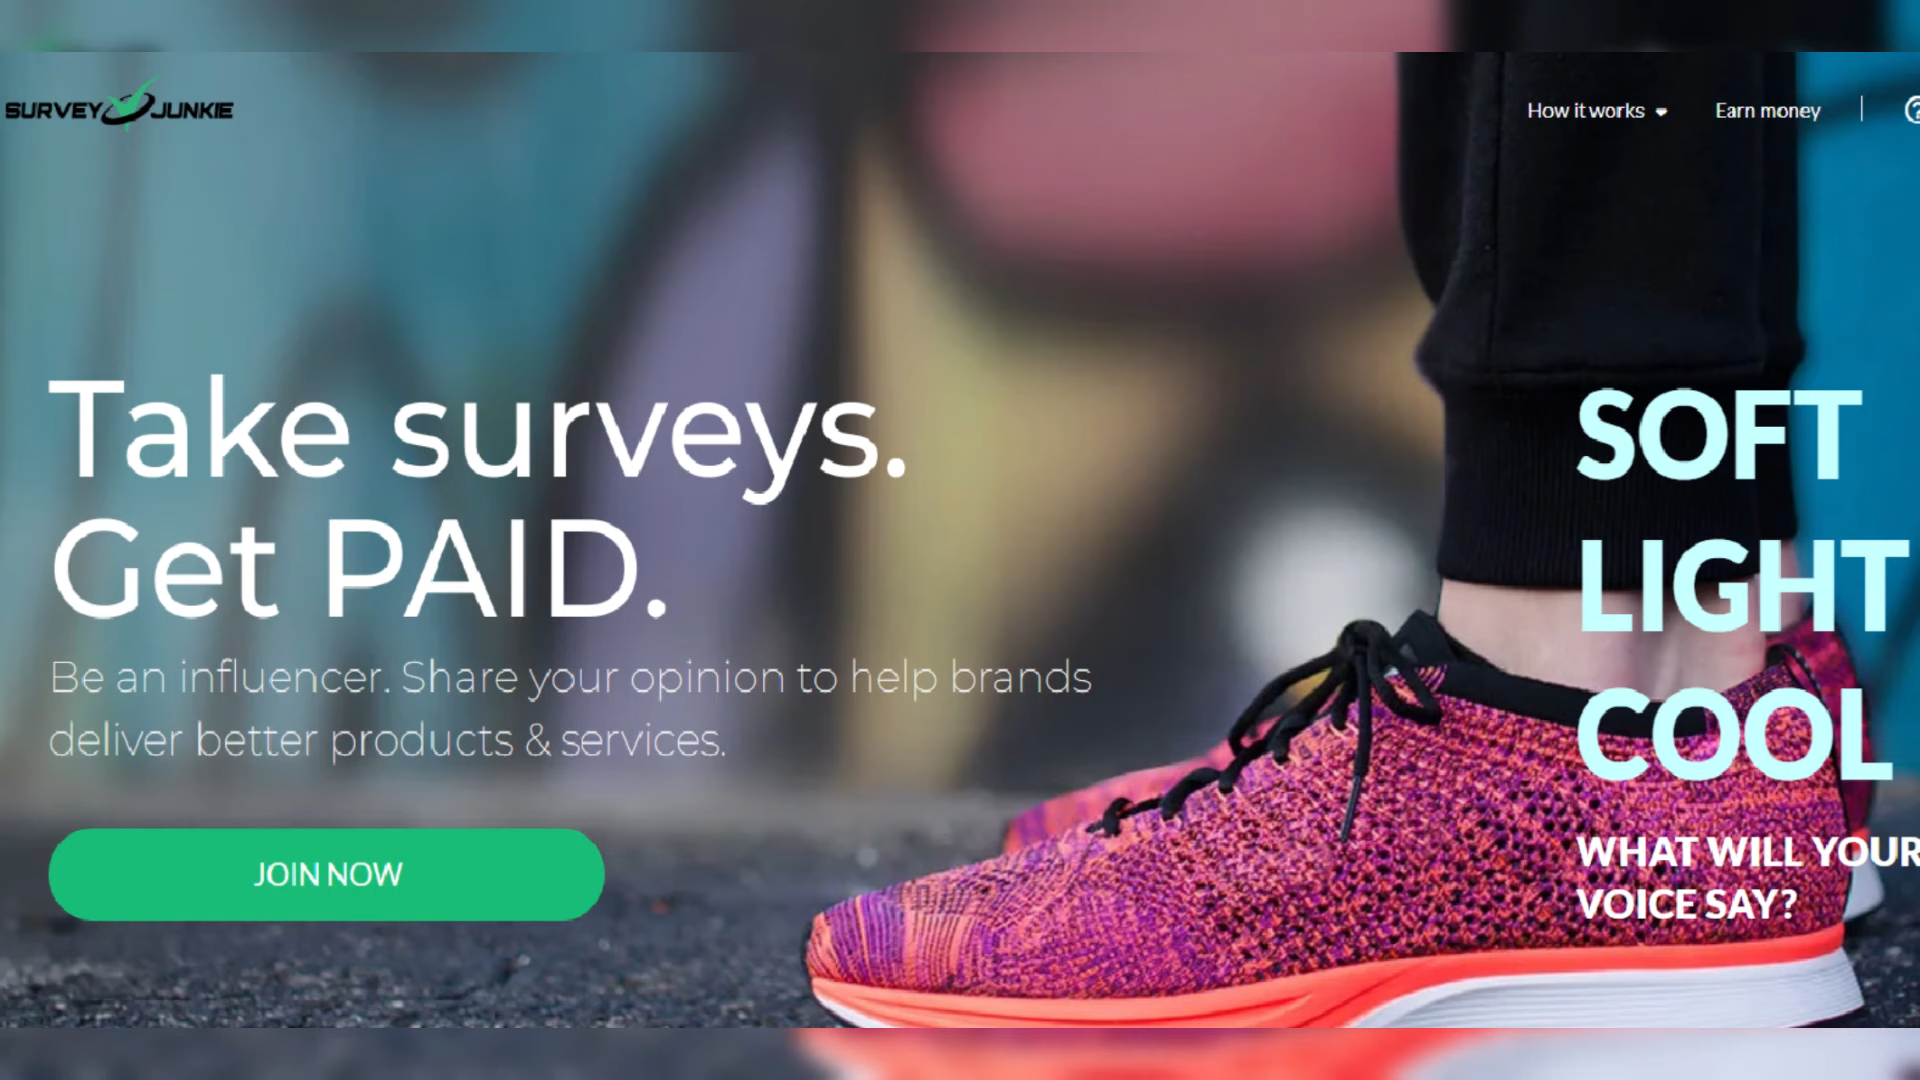 SURVEY JUNKIE
How it works
Earn money
Take surveys.
Get PAID.
Be an influencer. Share your opinion to help brands
deliver better products & services.
JOIN NOW
SOFT
LIGHT
COOL
WHAT WILL YOUR
VOICE SAY?